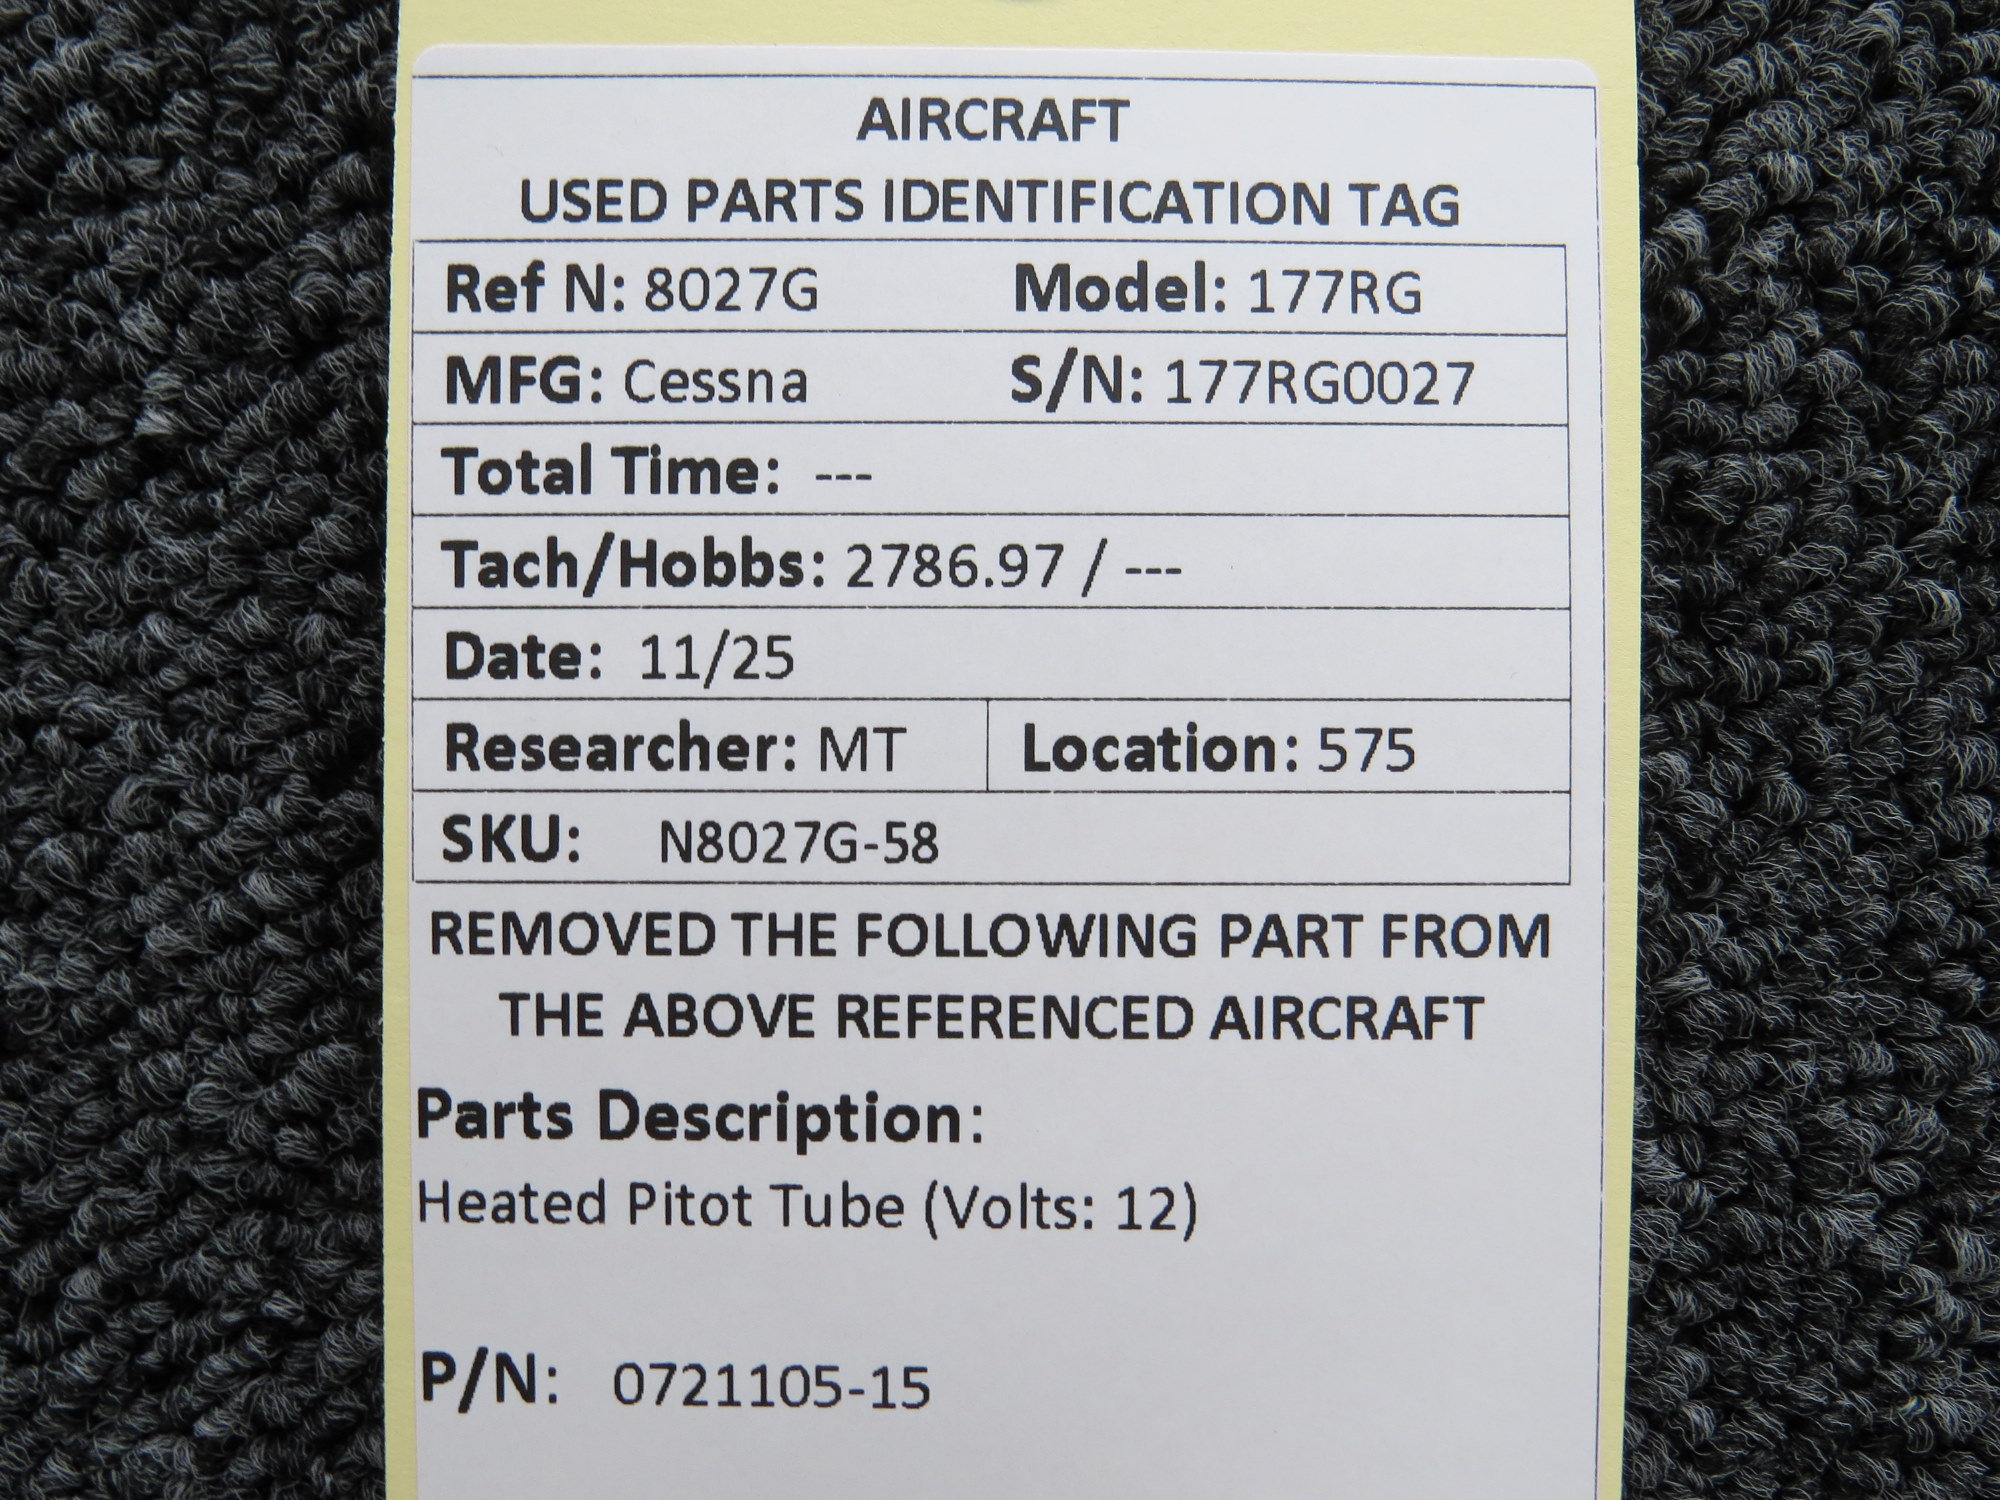 AIRCRAFT
USED PARTS IDENTIFICATION TAG
Ref N: 8027G Model: 177RG
MFG: Cessna S/N: 177RG0027
Total Time: ---
Tach/Hobbs: 2786.97 / ---
Date: 11/25
Researcher: MT Location: 575
SKU: N8027G-58
REMOVED THE FOLLOWING PART FROM
THE ABOVE REFERENCED AIRCRAFT
Parts Description:
Heated Pitot Tube (Volts: 12)
P/N: 0721105-15